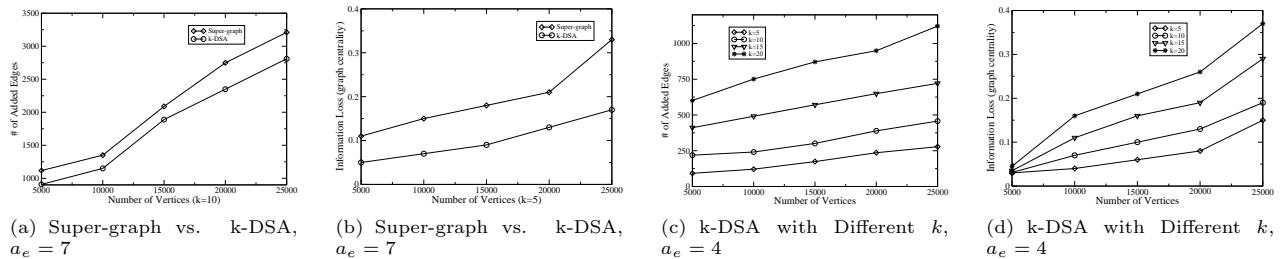 3500
3000
2500
2000
1500
1000
# of Added Edges
Super-graph
k-DSA
5000 10000 15000 20000 25000
Number of Vertices (k=10)
(a) Super-graph vs. k-DSA,
a_e = 7
0.4
0.3
0.2
0.1
0
Information Loss (graph centrality)
Super-graph
k-DSA
5000 10000 15000 20000 25000
Number of Vertices (k=5)
(b) Super-graph vs. k-DSA,
a_e = 7
1000
750
500
250
0
# of Added Edges
k=5
k=10
k=15
k=20
5000 10000 15000 20000 25000
Number of Vertices
(c) k-DSA with Different k,
a_e = 4
0.4
0.3
0.2
0.1
0
Information Loss (graph centrality)
k=5
k=10
k=15
k=20
5000 10000 15000 20000 25000
Number of Vertices
(d) k-DSA with Different k,
a_e = 4